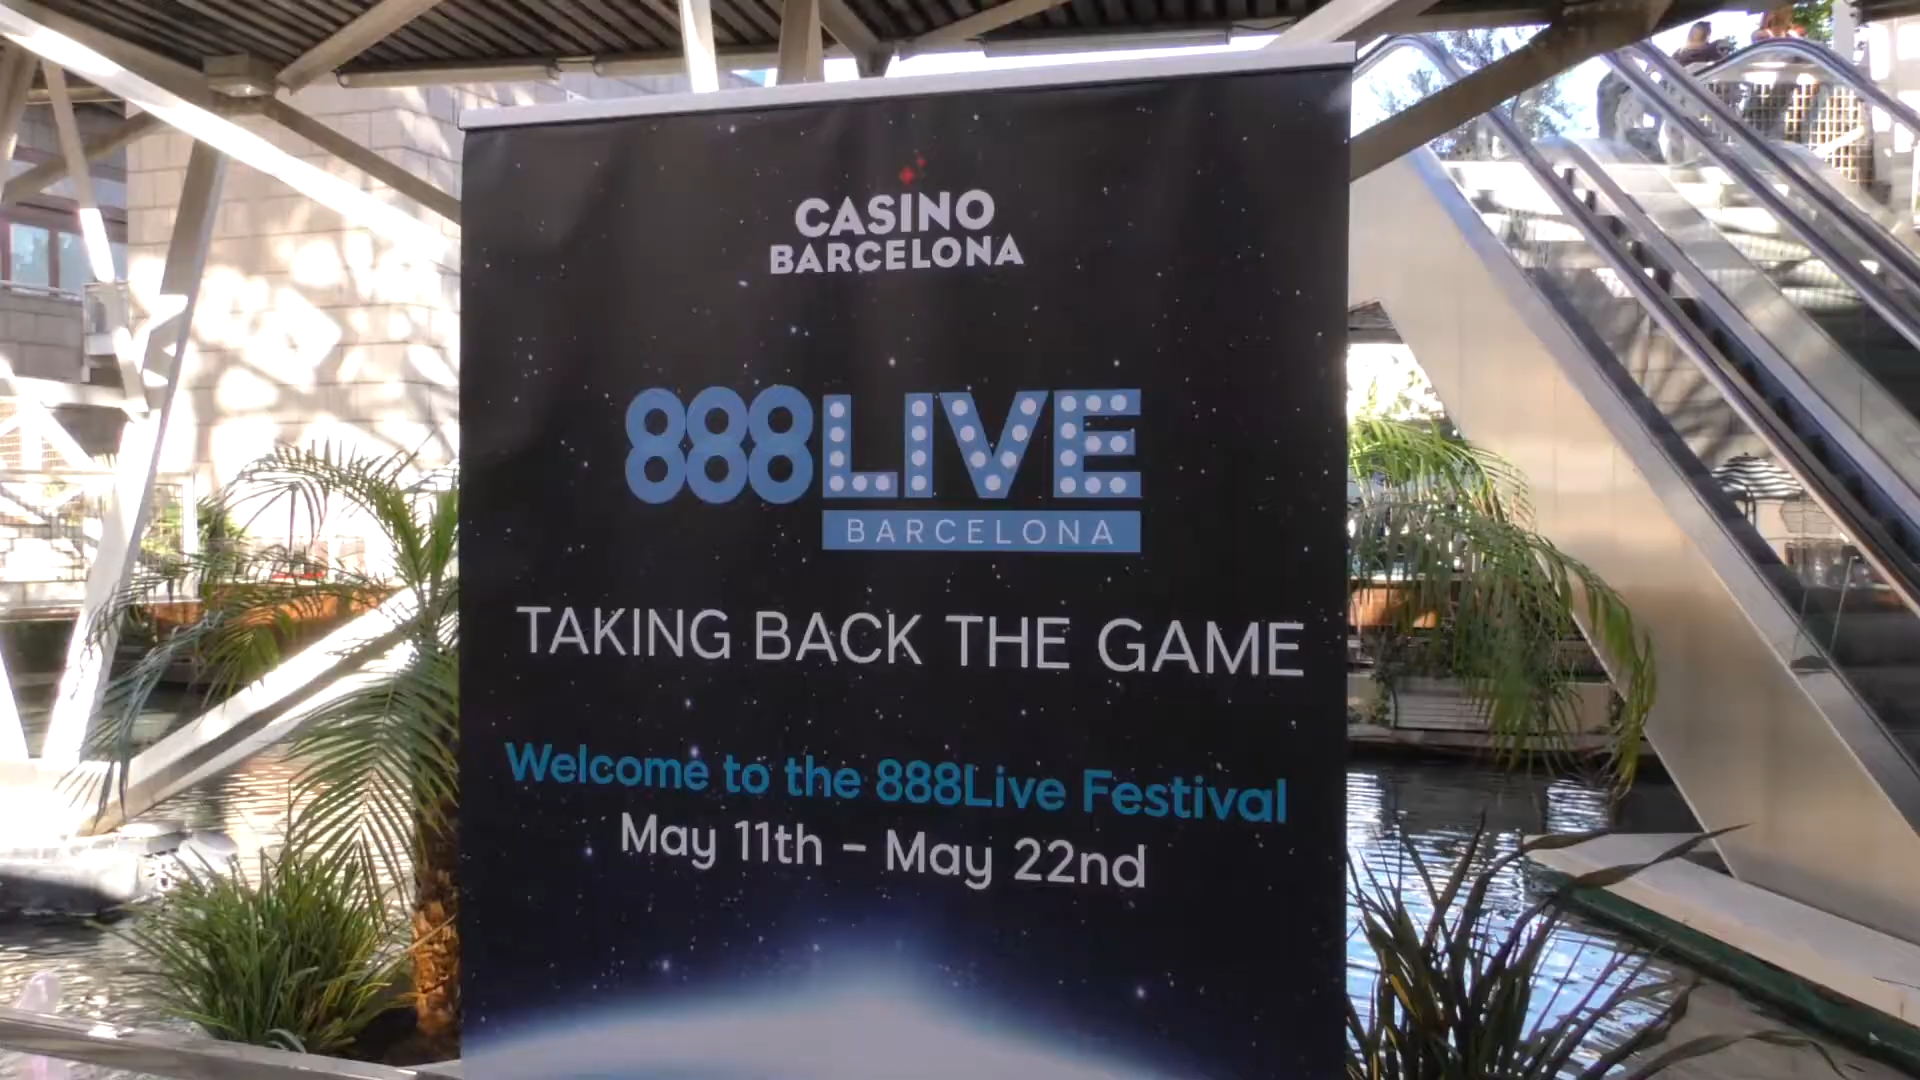 CASINO
BARCELONA
888LIVE
BARCELONA
TAKING BACK THE GAME
Welcome to the 888Live Festival
May 11th - May 22nd